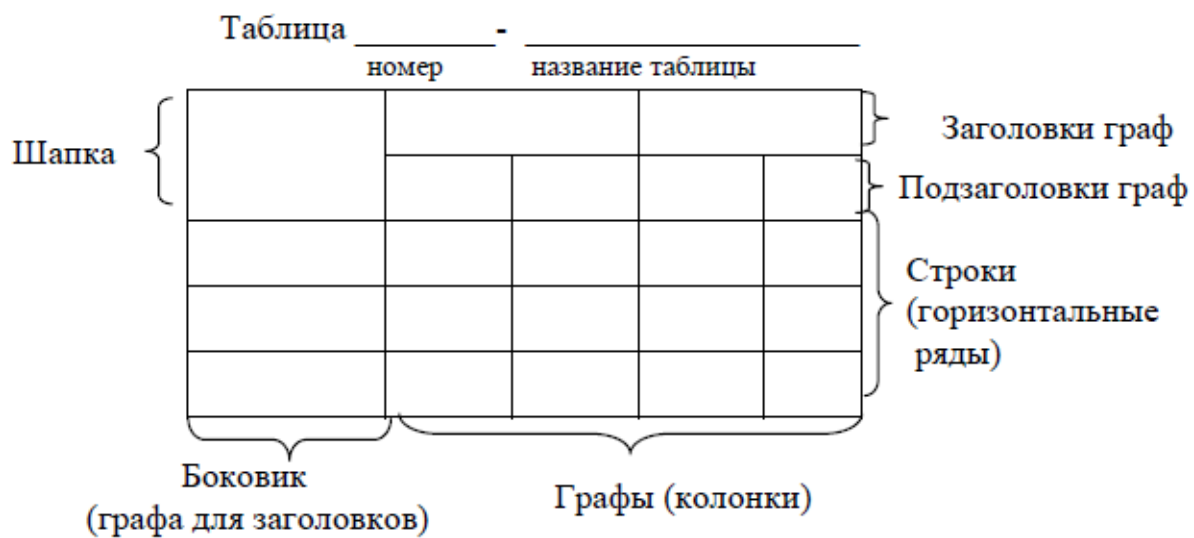 Таблица ________- ___________________
номер название таблицы
Шапка
Заголовки граф
Подзаголовки граф
Строки
(горизонтальные
ряды)
Боковик
(графа для заголовков)
Графы (колонки)